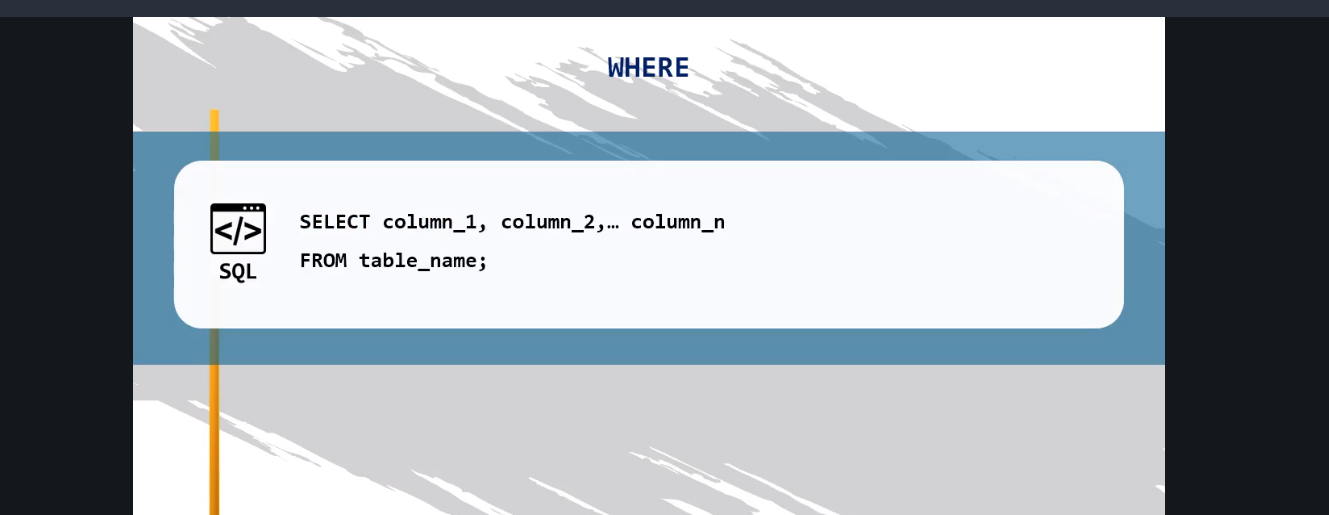 WHERE
</>
SQL
SELECT column_1, column_2,… column_n
FROM table_name;